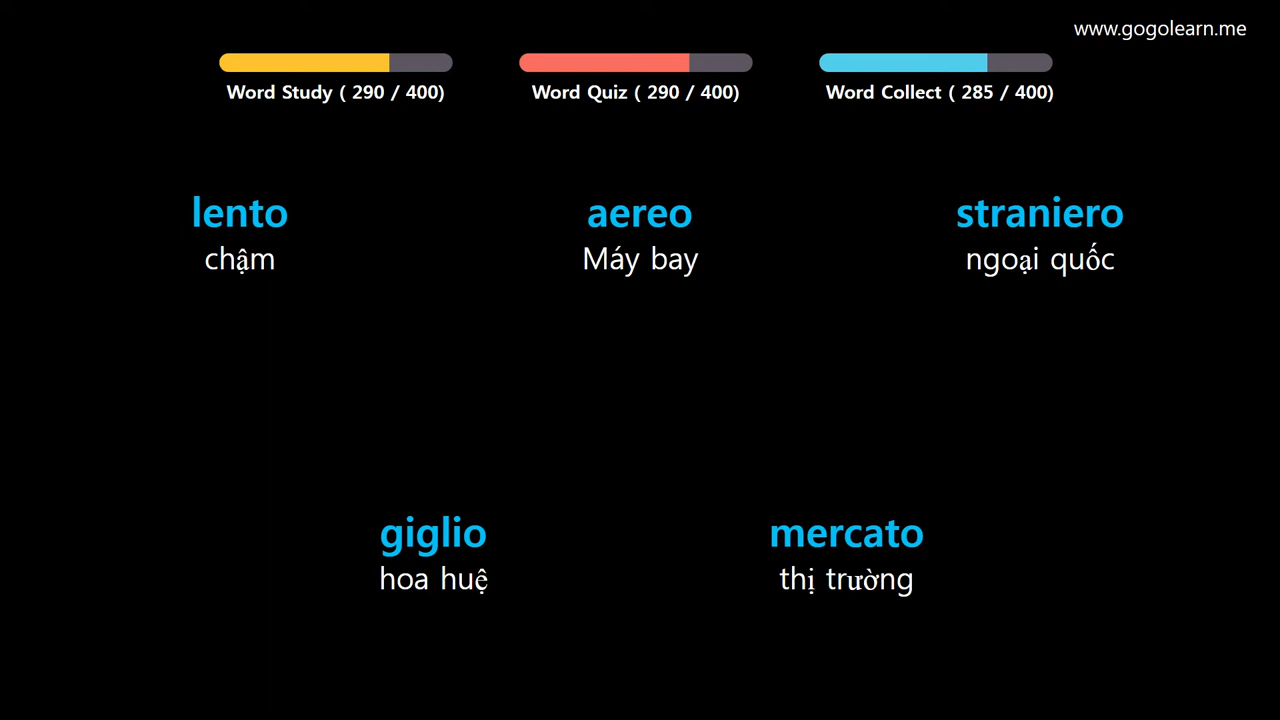 www.gogolearn.me
Word Study ( 290 / 400)
Word Quiz ( 290 / 400)
Word Collect ( 285 / 400)
lento
chậm
aereo
Máy bay
straniero
ngoại quốc
giglio
hoa huệ
mercato
thị trường